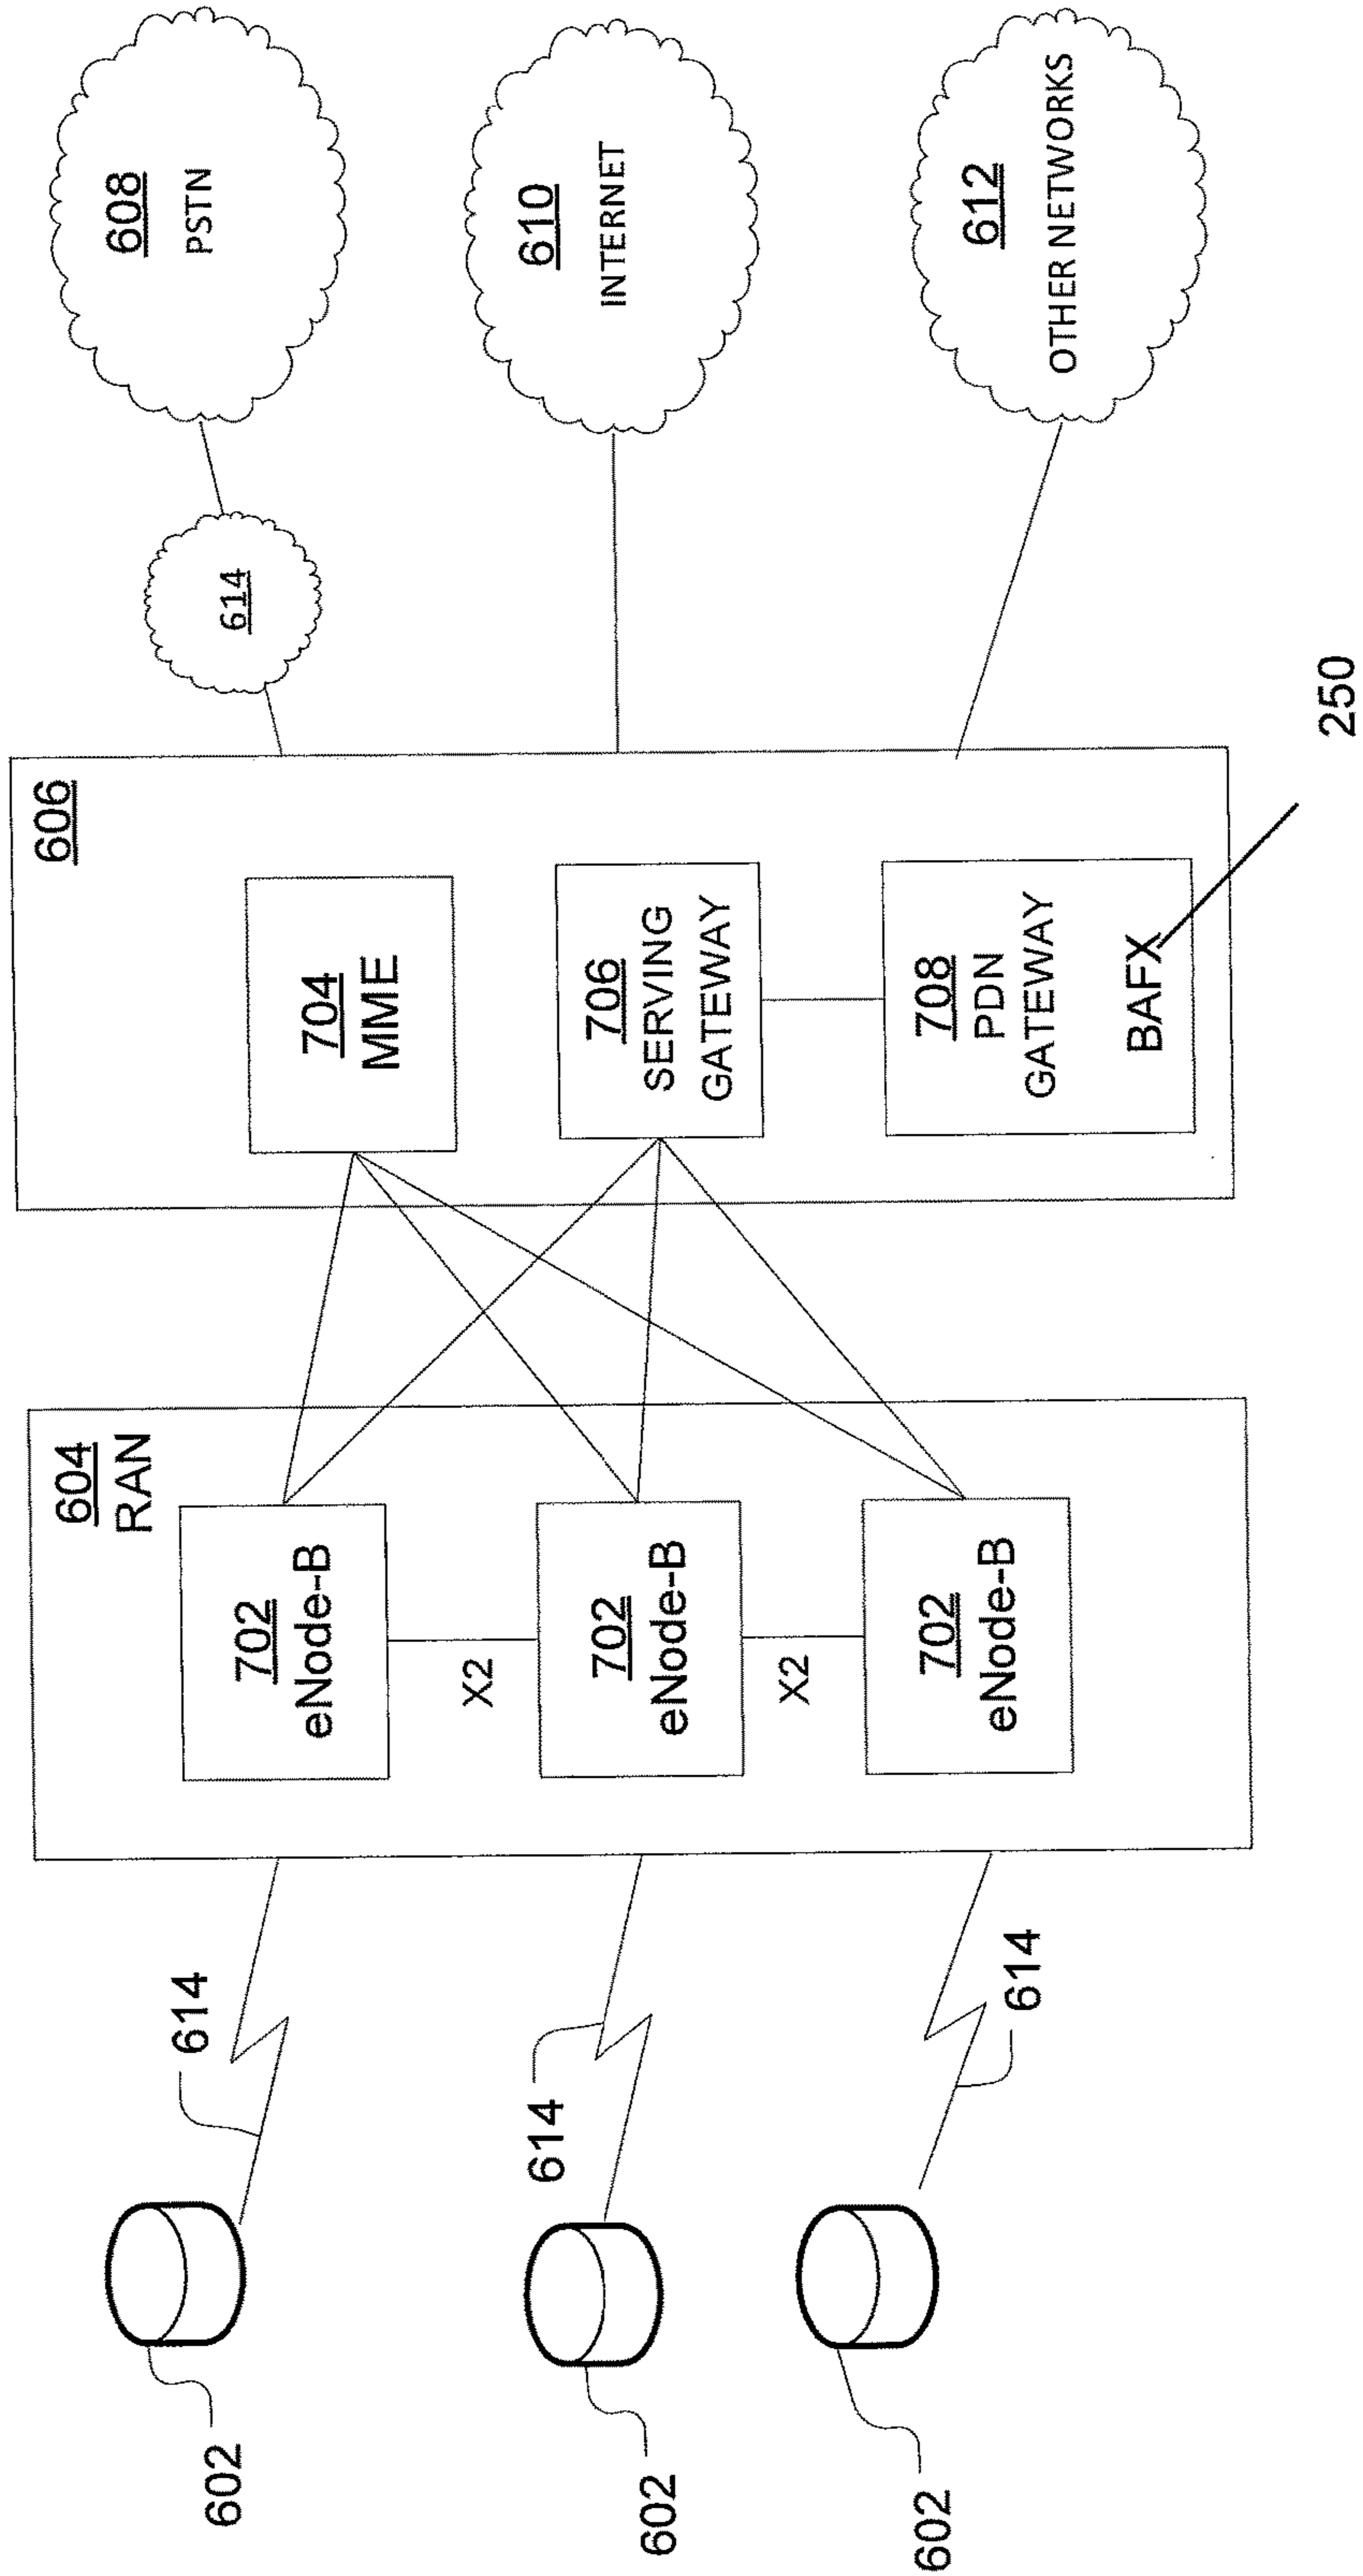 602
602
602
614
614
614
604
RAN
702
eNode-B
X2
702
eNode-B
X2
702
eNode-B
606
704
MME
706
SERVING
GATEWAY
708
PDN
GATEWAY
BAFX
250
614
608
PSTN
610
INTERNET
612
OTHER NETWORKS